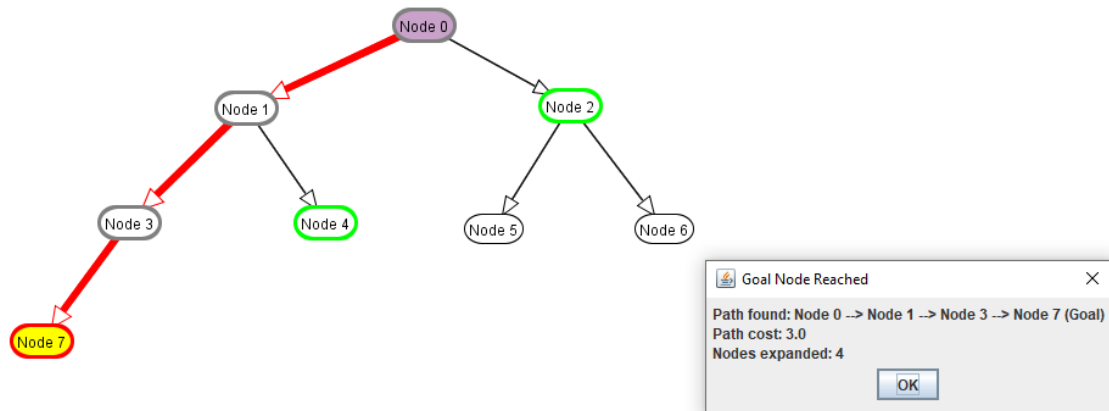 Node 0
Node 1
Node 2
Node 3
Node 4
Node 5
Node 6
Node 7
Goal Node Reached
Path found: Node 0 --> Node 1 --> Node 3 --> Node 7 (Goal)
Path cost: 3.0
Nodes expanded: 4
OK